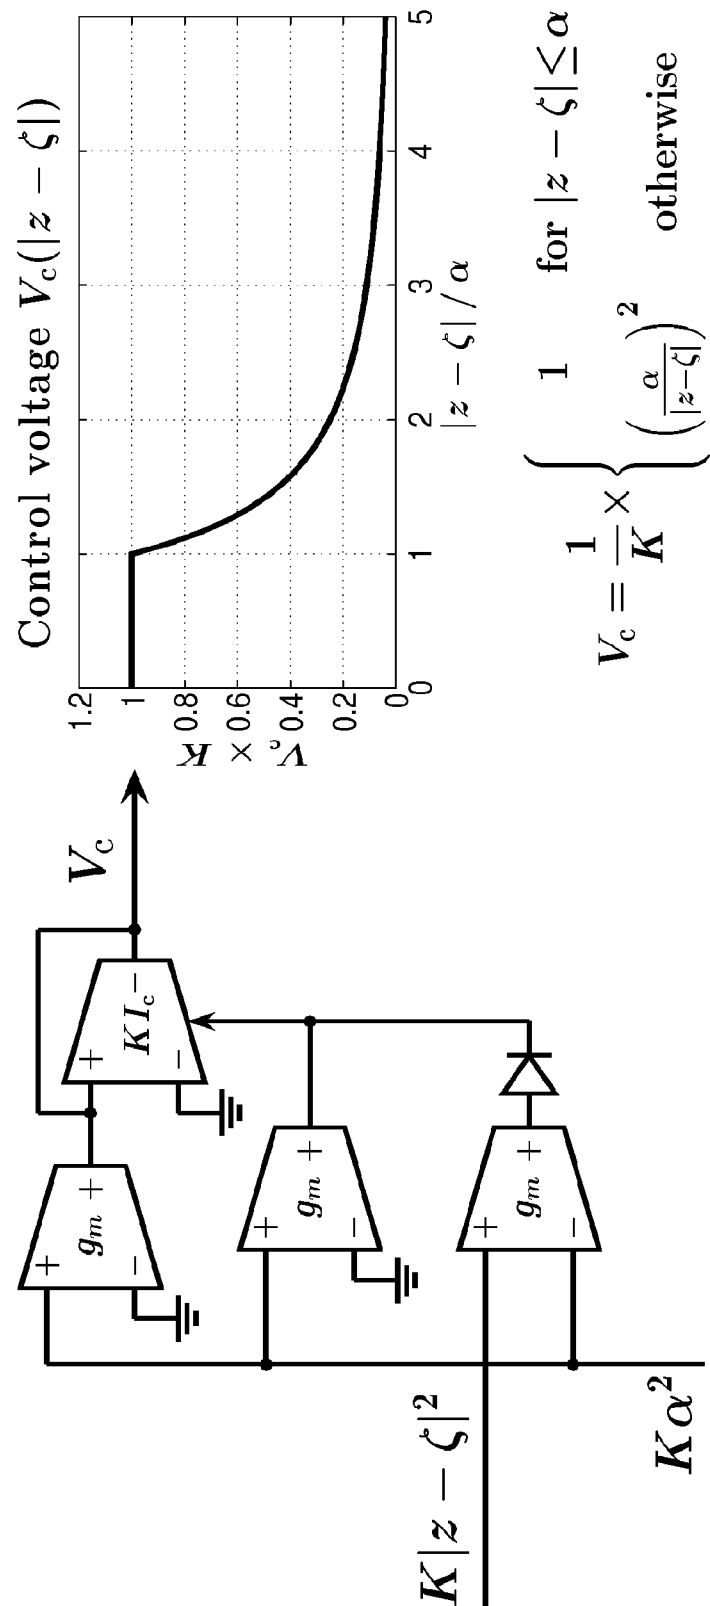 Control voltage V_c(|z − ζ|)
V_c × K
1.2
1
0.8
0.6
0.4
0.2
0
0 1 2 3 4 5
|z − ζ| / α
V_c = 1/K × { 1 for |z − ζ| ≤ α
(α/|z−ζ|)² otherwise
V_c
+ g_m + −
+ K I_c − −
+ g_m + −
+ g_m + −
K|z − ζ|²
Kα²